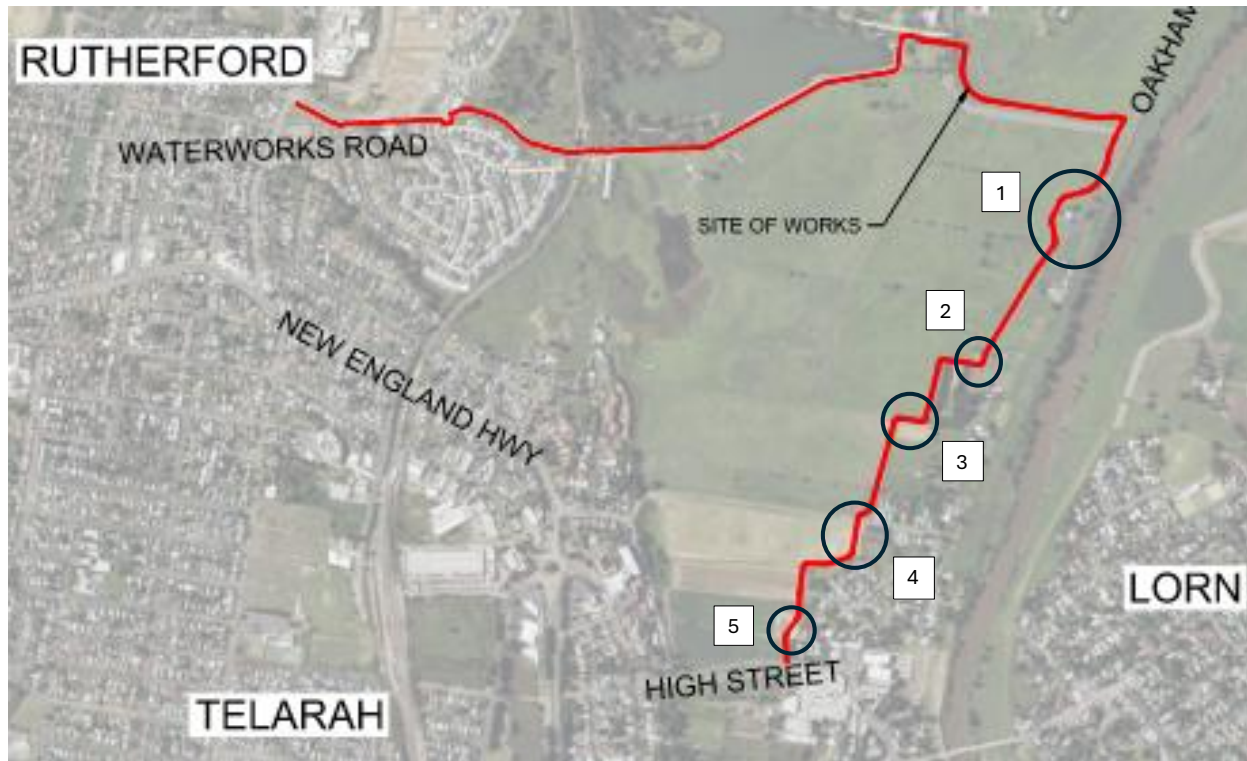 RUTHERFORD
OAKHAM
WATERWORKS ROAD
1
SITE OF WORKS
2
NEW ENGLAND HWY
3
4
LORN
5
HIGH STREET
TELARAH